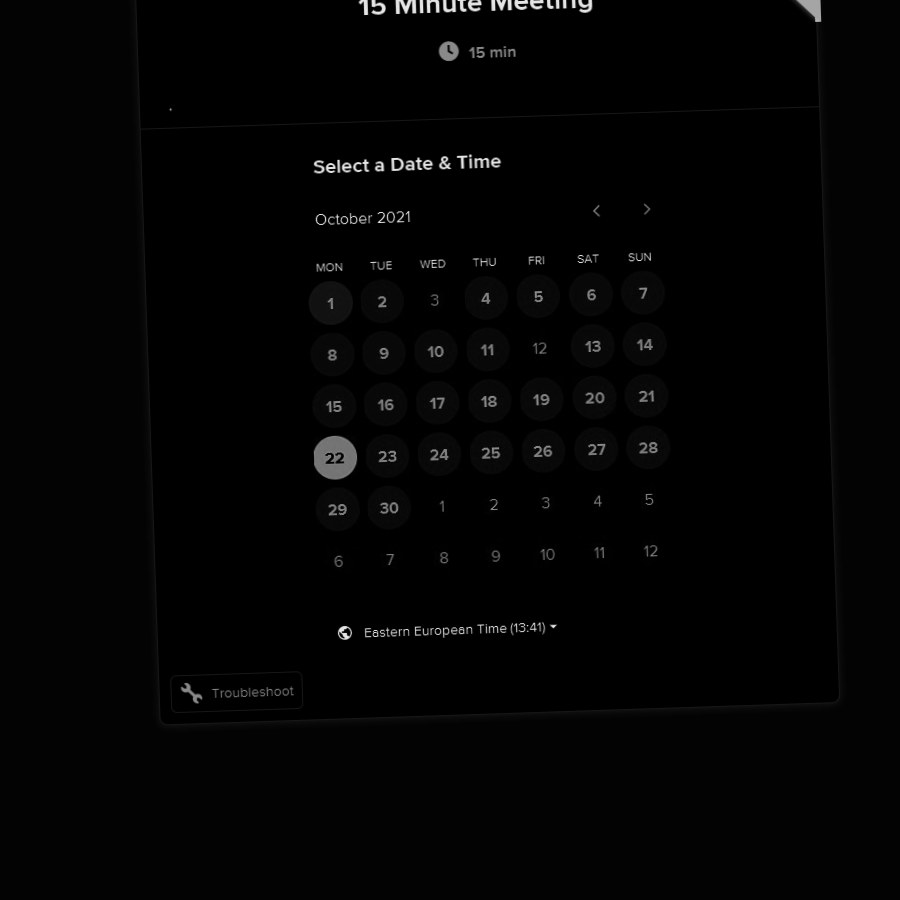 15 Minute Meeting
15 min
Select a Date & Time
October 2021
MON TUE WED THU FRI SAT SUN
1 2 3 4 5 6 7
8 9 10 11 12 13 14
15 16 17 18 19 20 21
22 23 24 25 26 27 28
29 30 1 2 3 4 5
6 7 8 9 10 11 12
Eastern European Time (13:41)
Troubleshoot